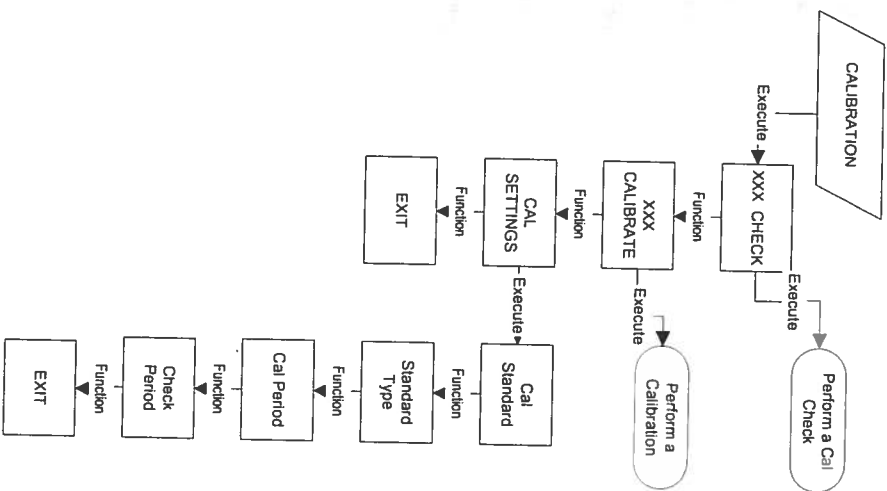 CALIBRATION
Execute
XXX CHECK
Execute
Perform a Cal
Check
Function
XXX
CALIBRATE
Execute
Perform a
Calibration
Function
CAL
SETTINGS
Execute
Cal
Standard
Function
EXIT
Function
Standard
Type
Function
Cal Period
Function
Check
Period
Function
EXIT